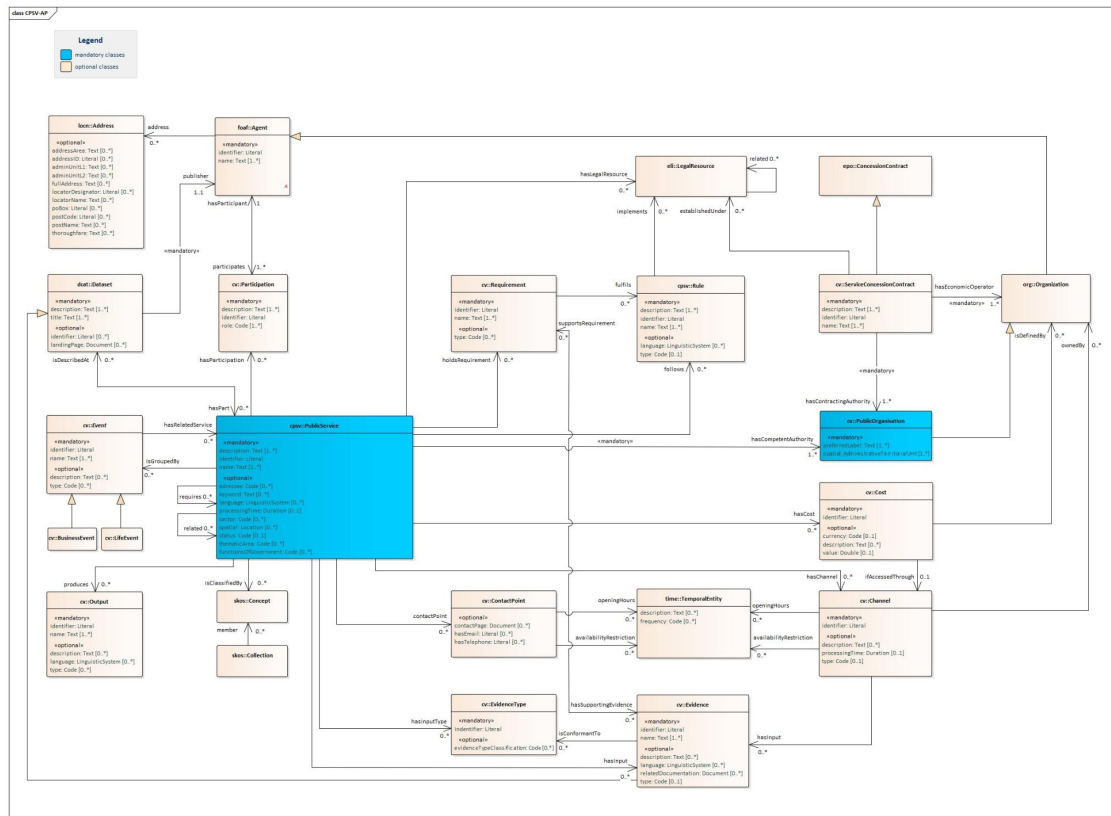 class CPSV-AP
Legend
mandatory classes
optional classes
locn::Address
«optional»
addressArea: Text [0..*]
addressID: Literal [0..*]
adminUnitL1: Text [0..*]
adminUnitL2: Text [0..*]
fullAddress: Text [0..*]
locatorDesignator: Literal [0..*]
locatorName: Text [0..*]
poBox: Literal [0..*]
postCode: Literal [0..*]
postName: Text [0..*]
thoroughfare: Text [0..*]
address
0..*
foaf::Agent
«mandatory»
identifier: Literal
name: Text [1..*]
A
publisher
1..1
«mandatory»
hasParticipant
1
participates
1..*
eli::LegalResource
related 0..*
hasLegalResource
0..*
implements
0..*
establishedUnder
0..*
epo::ConcessionContract
dcat::Dataset
«mandatory»
description: Text [1..*]
title: Text [1..*]
«optional»
identifier: Literal [0..*]
landingPage: Document [0..*]
isDescribedAt
0..*
cv::Participation
«mandatory»
description: Text [1..*]
identifier: Literal
role: Code [1..*]
hasParticipation
0..*
cv::Requirement
«mandatory»
identifier: Literal
name: Text [1..*]
«optional»
type: Code [0..*]
fulfils
0..*
supportsRequirement
0..*
holdsRequirement
0..*
cpsv::Rule
«mandatory»
description: Text [1..*]
identifier: Literal
name: Text [1..*]
«optional»
language: LinguisticSystem [0..*]
type: Code [0..1]
follows
0..*
cv::ServiceConcessionContract
«mandatory»
description: Text [1..*]
identifier: Literal
name: Text [1..*]
hasEconomicOperator
«mandatory»
1..*
org::Organization
isDefinedBy
0..*
ownedBy
0..*
«mandatory»
hasContractingAuthority
1..*
hasPart
0..*
cv::Event
«mandatory»
identifier: Literal
name: Text [1..*]
«optional»
description: Text [0..*]
type: Code [0..*]
hasRelatedService
0..*
isGroupedBy
0..*
cv::BusinessEvent
cv::LifeEvent
cpsv::PublicService
«mandatory»
description: Text [1..*]
identifier: Literal
name: Text [1..*]
«optional»
keyword: Text [0..*]
language: LinguisticSystem [0..*]
processingTime: Duration [0..1]
sector: Code [0..*]
spatial: Location [0..*]
status: Code [0..1]
thematicArea: Code [0..*]
functionsOfGovernment: Code [0..*]
requires 0..*
related 0..*
«mandatory»
hasCompetentAuthority
1..*
cv::PublicOrganisation
«mandatory»
preferredLabel: Text [1..*]
spatial: AdministrativeTerritorialUnit [1..*]
hasCost
0..*
cv::Cost
«mandatory»
identifier: Literal
«optional»
currency: Code [0..1]
description: Text [0..*]
value: Double [0..1]
hasChannel
0..*
ifAccessedThrough
0..1
produces
0..*
cv::Output
«mandatory»
identifier: Literal
name: Text [1..*]
«optional»
description: Text [0..*]
language: LinguisticSystem [0..*]
type: Code [0..*]
isClassifiedBy
0..*
skos::Concept
member
0..*
skos::Collection
contactPoint
0..*
cv::ContactPoint
«optional»
contactPage: Document [0..*]
hasEmail: Literal [0..*]
hasTelephone: Literal [0..*]
openingHours
0..*
availabilityRestriction
0..*
time::TemporalEntity
description: Text [0..*]
frequency: Code [0..*]
openingHours
0..*
availabilityRestriction
0..*
cv::Channel
«mandatory»
identifier: Literal
«optional»
description: Text [0..*]
processingTime: Duration [0..1]
type: Code [0..1]
hasInputType
0..*
cv::EvidenceType
«mandatory»
indentifier: Literal
«optional»
evidenceTypeClassification: Code[0..*]
hasSupportingEvidence
0..*
isConformantTo
0..*
hasInput
0..*
cv::Evidence
«mandatory»
identifier: Literal
name: Text [1..*]
«optional»
description: Text [0..*]
language: LinguisticSystem [0..*]
relatedDocumentation: Document [0..*]
type: Code [0..1]
hasInput
0..*